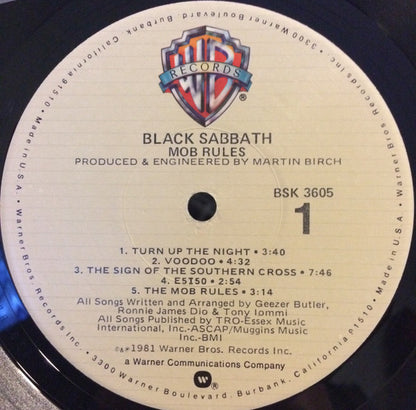 WB
RECORDS
®
BLACK SABBATH
MOB RULES
PRODUCED & ENGINEERED BY MARTIN BIRCH
BSK 3605
1
1. TURN UP THE NIGHT • 3:40
2. VOODOO • 4:32
3. THE SIGN OF THE SOUTHERN CROSS • 7:46
4. E5150 • 2:54
5. THE MOB RULES • 3:14
All Songs Written and Arranged by Geezer Butler,
Ronnie James Dio & Tony Iommi
All Songs Published by TRO-Essex Music
International, Inc.-ASCAP/Muggins Music
Inc-BMI
©℗1981 Warner Bros. Records Inc.
a Warner Communications Company
W
®
Warner Bros. Records Inc. • 3300 Warner Boulevard, Burbank, California 91510 • Made in U.S.A. •
Warner Bros. Records Inc. • 3300 Warner Boulevard, Burbank, California 91510 • Made in U.S.A. •